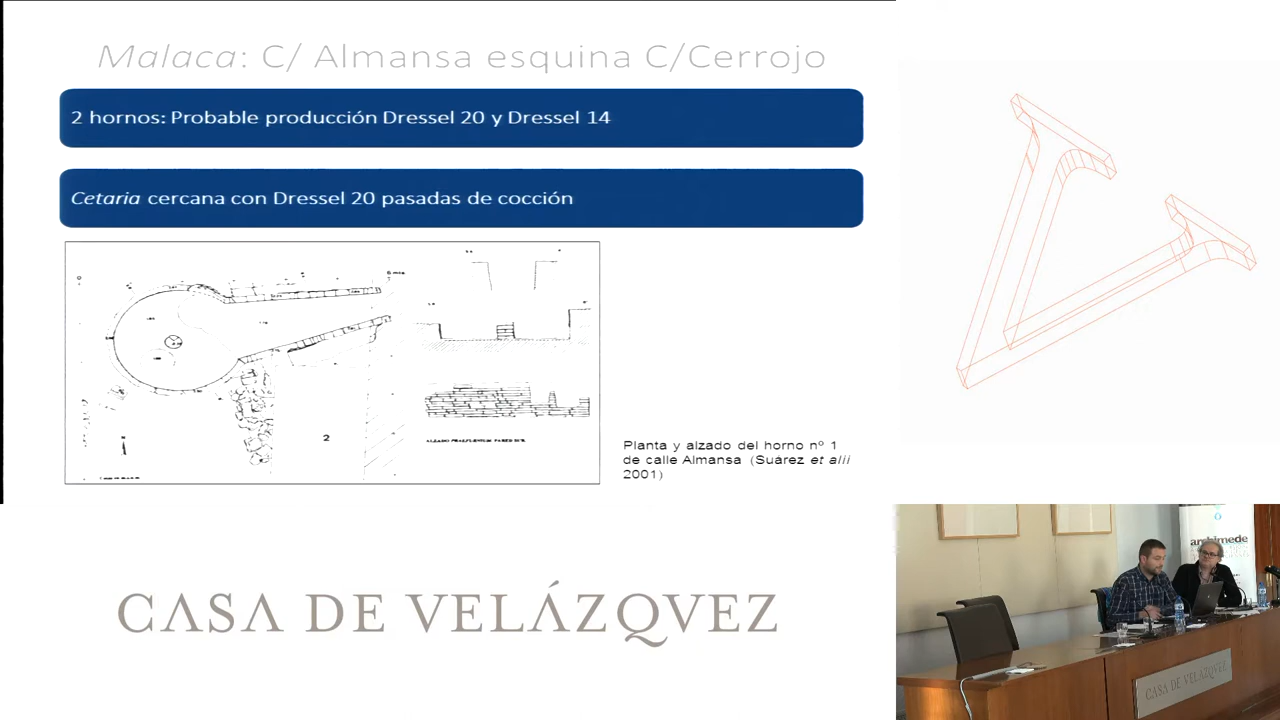 Malaca: C/ Almansa esquina C/Cerrojo
2 hornos: Probable producción Dressel 20 y Dressel 14
Cetaria cercana con Dressel 20 pasadas de cocción
2
Planta y alzado del horno nº 1
de calle Almansa (Suárez et alii
2001)
CASA DE VELÁZQVEZ
archimede
CASA DE VELÁZQVEZ